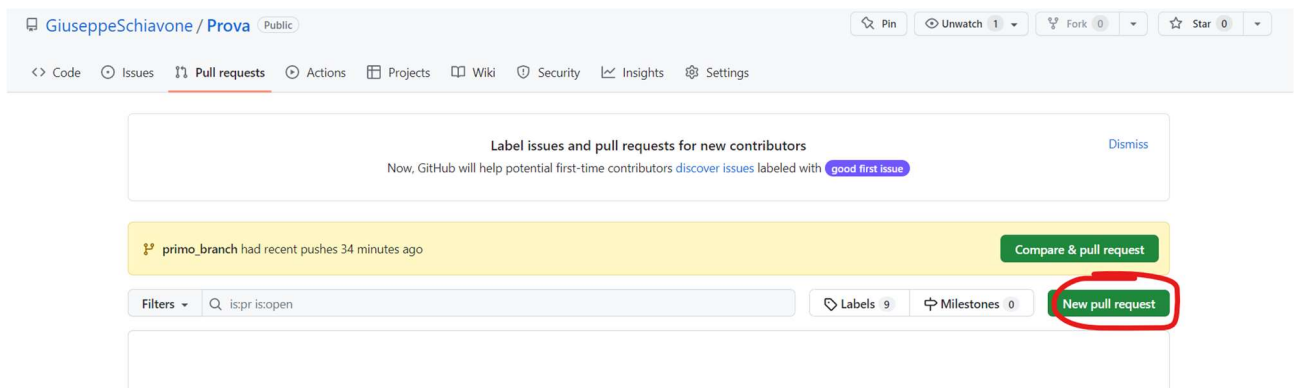 GiuseppeSchiavone / Prova Public
Pin Unwatch 1 Fork 0 Star 0
Code Issues Pull requests Actions Projects Wiki Security Insights Settings
Label issues and pull requests for new contributors
Dismiss
Now, GitHub will help potential first-time contributors discover issues labeled with good first issue
primo_branch had recent pushes 34 minutes ago
Compare & pull request
Filters is:pr is:open
Labels 9 Milestones 0 New pull request